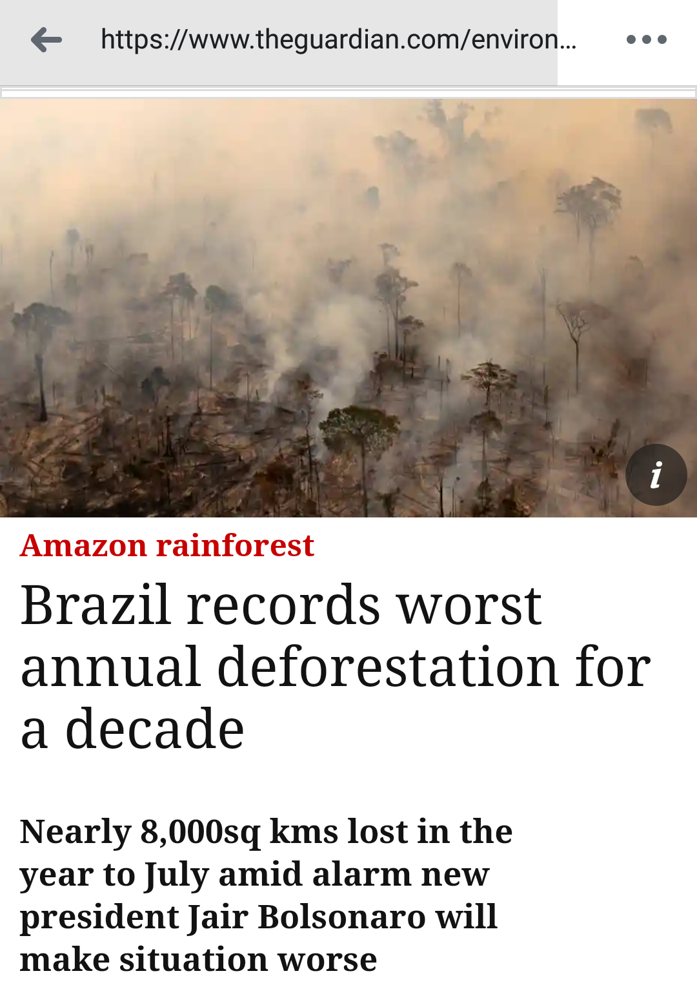 https://www.theguardian.com/environ...
i
Amazon rainforest
Brazil records worst
annual deforestation for
a decade
Nearly 8,000sq kms lost in the
year to July amid alarm new
president Jair Bolsonaro will
make situation worse